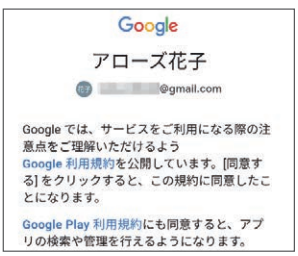 Google
アローズ花子
花子 @gmail.com
Google では、サービスをご利用になる際の注
意点をご理解いただけるよう
Google 利用規約を公開しています。[同意す
る] をクリックすると、この規約に同意したこ
とになります。
Google Play 利用規約にも同意すると、アプ
リの検索や管理を行えるようになります。